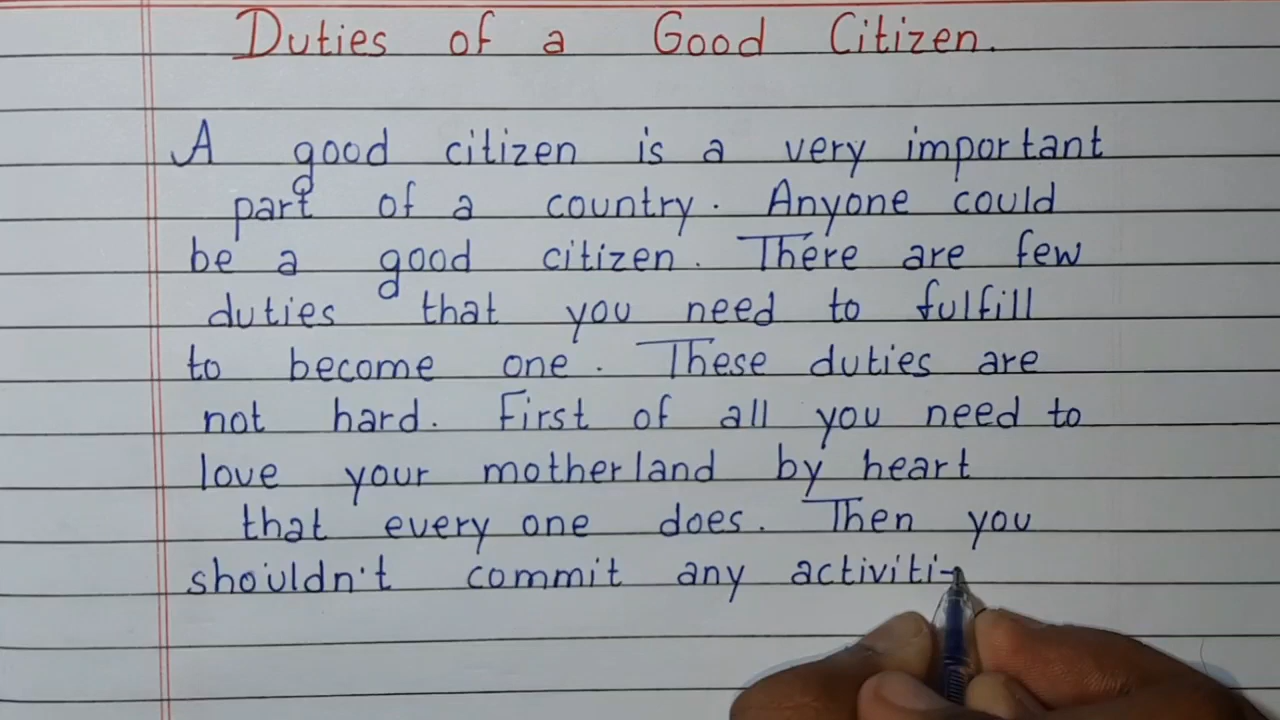 Duties of a Good Citizen.
A good citizen is a very important
part of a country. Anyone could
be a good citizen. There are few
duties that you need to fulfill
to become one. These duties are
not hard. First of all you need to
love your motherland by heart
that every one does. Then you
shouldn't commit any activiti-